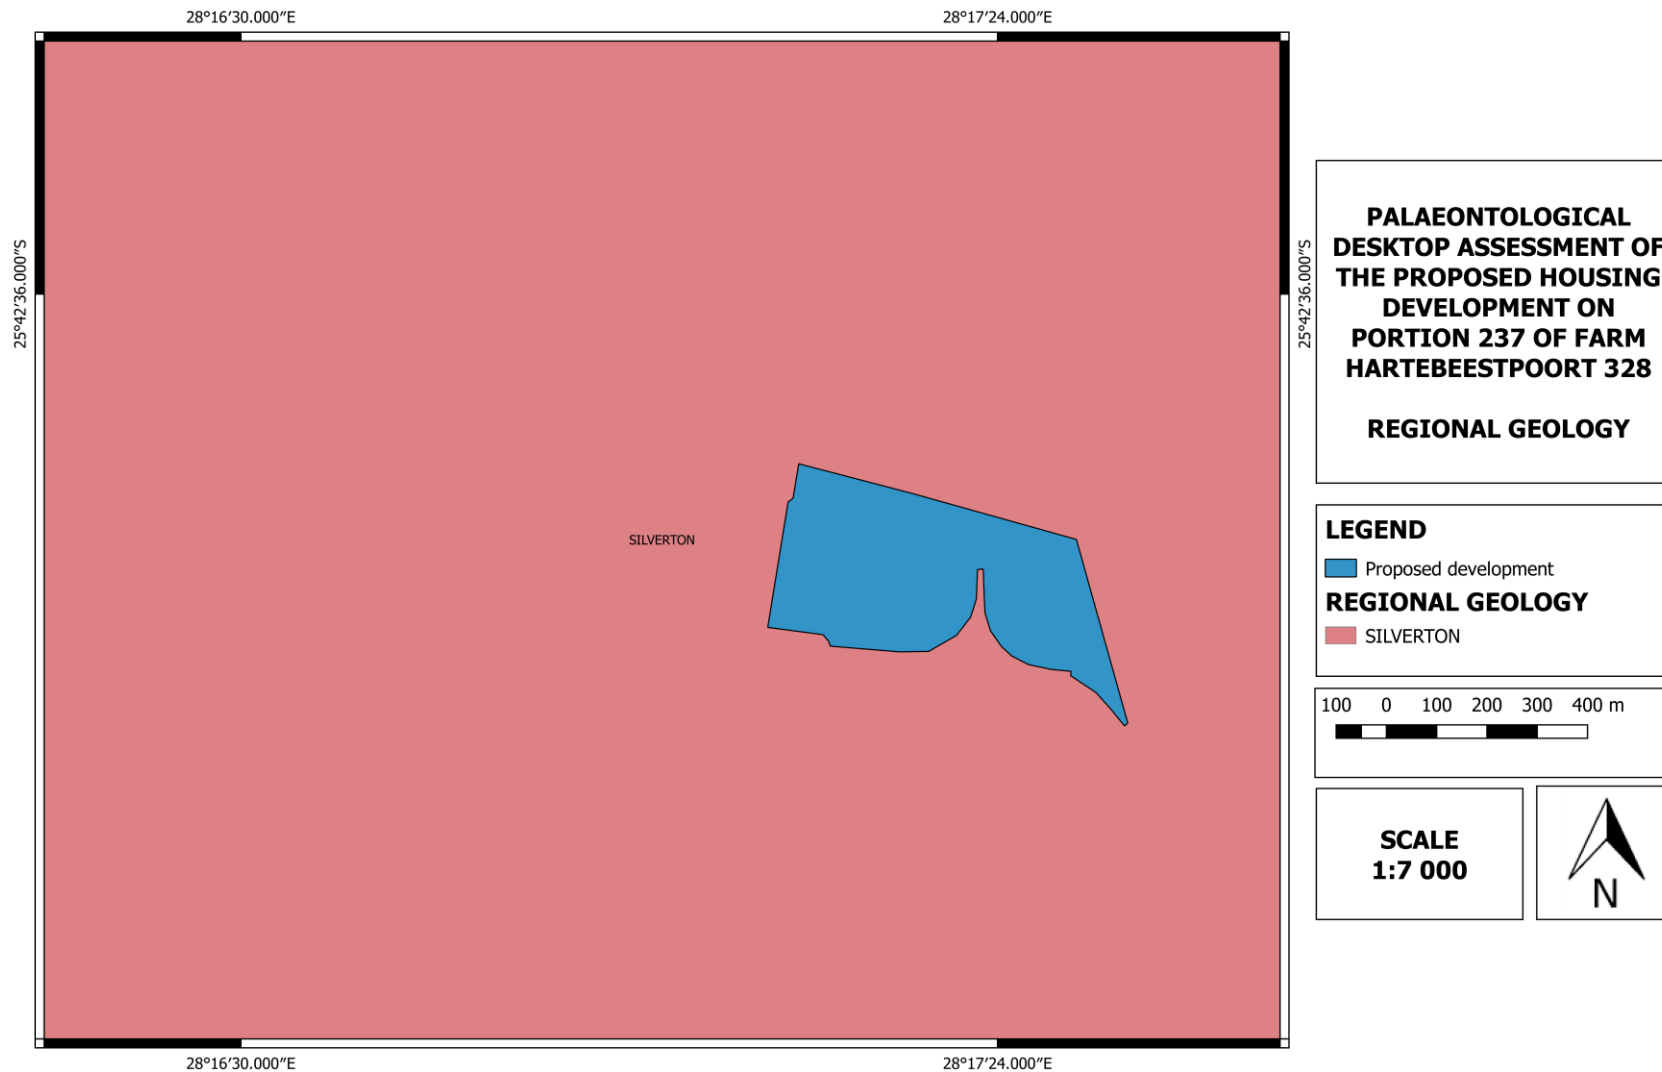 28°16'30.000"E
28°17'24.000"E
25°42'36.000"S
25°42'36.000"S
SILVERTON
28°16'30.000"E
28°17'24.000"E
PALAEONTOLOGICAL
DESKTOP ASSESSMENT OF
THE PROPOSED HOUSING
DEVELOPMENT ON
PORTION 237 OF FARM
HARTEBEESTPOORT 328
REGIONAL GEOLOGY
LEGEND
Proposed development
REGIONAL GEOLOGY
SILVERTON
100 0 100 200 300 400 m
SCALE
1:7 000
N